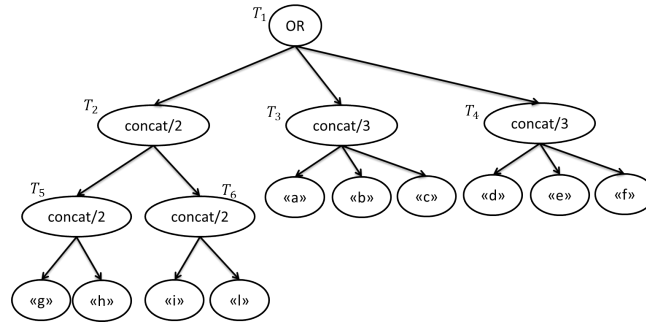 T1 OR
T2 concat/2 T3 concat/3 T4 concat/3
T5 concat/2 T6 concat/2 «a» «b» «c» «d» «e» «f»
«g» «h» «i» «l»